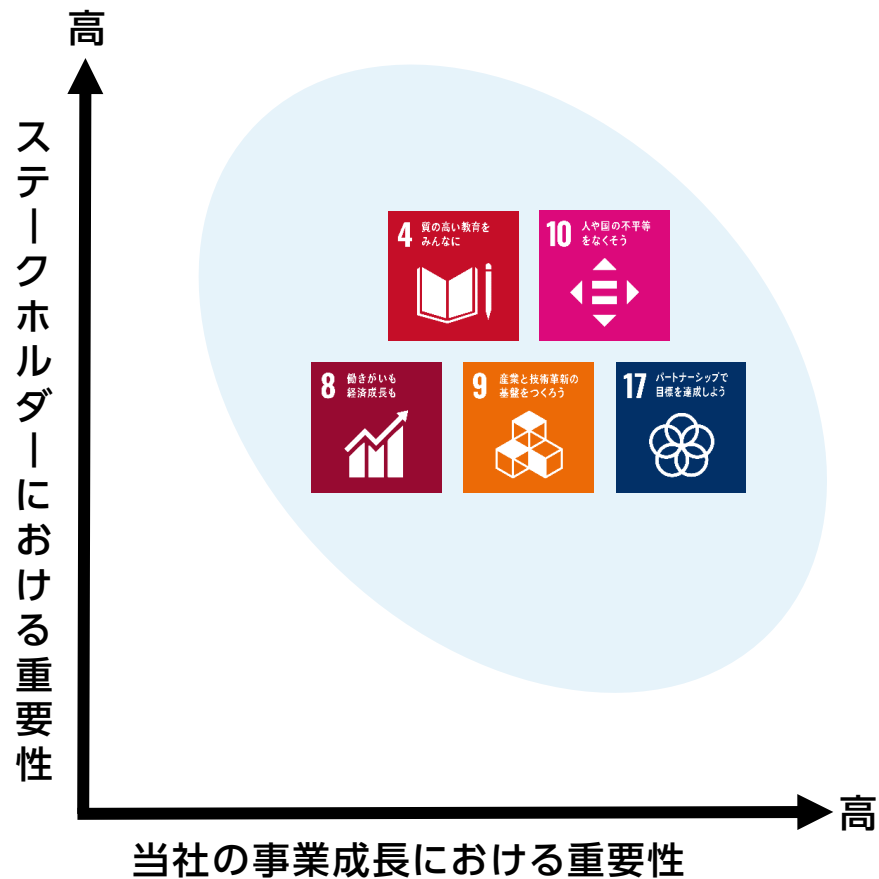 高
ステークホルダーにおける重要性
4 質の高い教育を
みんなに
10 人や国の不平等
をなくそう
8 働きがいも
経済成長も
9 産業と技術革新の
基盤をつくろう
17 パートナーシップで
目標を達成しよう
高
当社の事業成長における重要性